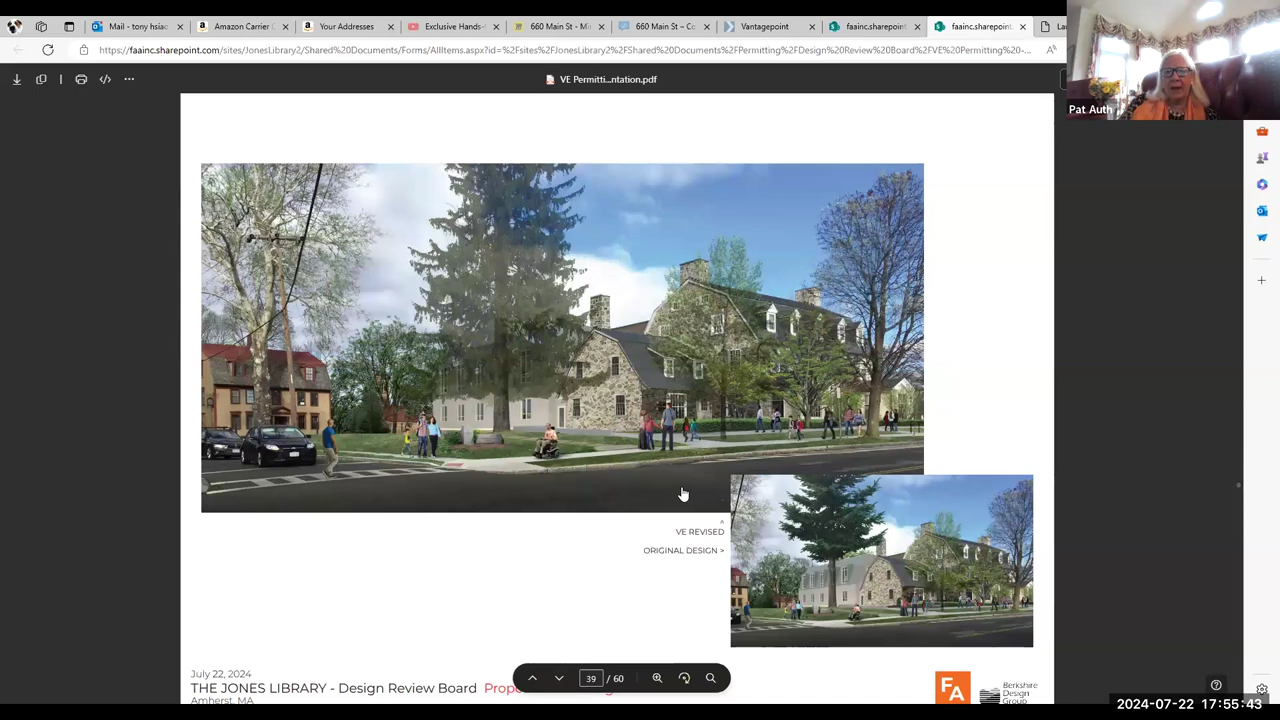 Mail - tony hsiao
Amazon Carrier C
Your Addresses
Exclusive Hands-
660 Main St - Min
660 Main St – Co
Vantagepoint
faainc.sharepoint
faainc.sharepoint.
https://faainc.sharepoint.com/sites/JonesLibrary2/Shared%20Documents/Forms/AllItems.aspx?id=%2Fsites%2FJonesLibrary2%2FShared%20Documents%2FPermitting%2FDesign%20Review%20Board%2FVE%20Permitting%20-...
VE Permitti...ntation.pdf
Pat Auth
^
VE REVISED
ORIGINAL DESIGN >
July 22, 2024
THE JONES LIBRARY - Design Review Board
Amherst, MA
39 / 60
FA
Berkshire
Design
Group
2024-07-22 17:55:43